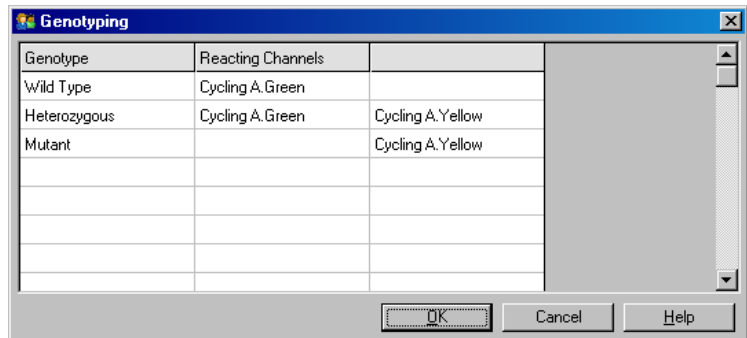 Genotyping
Genotype Reacting Channels
Wild Type Cycling A.Green
Heterozygous Cycling A.Green Cycling A.Yellow
Mutant Cycling A.Yellow
OK Cancel Help